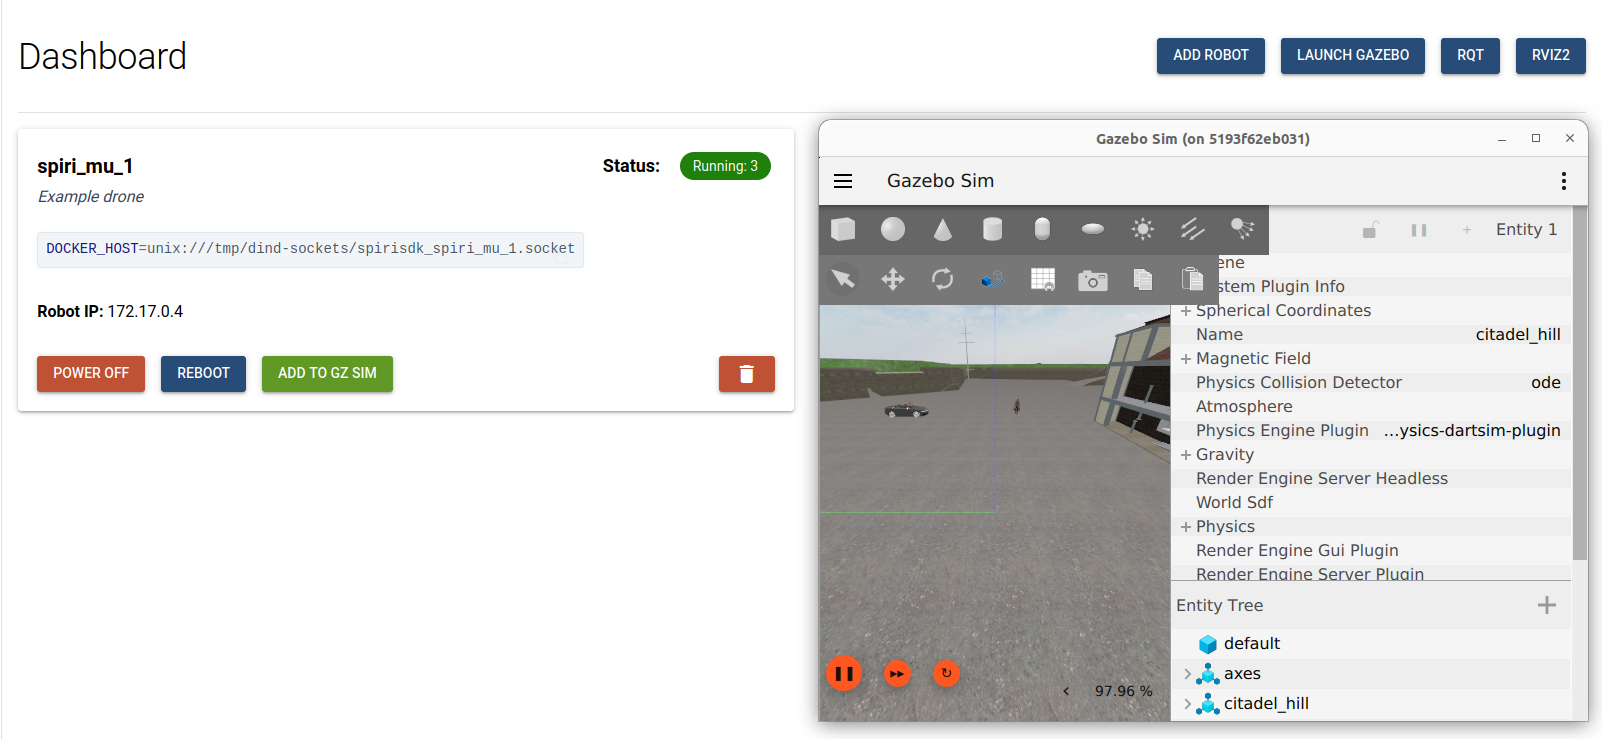 Dashboard
ADD ROBOT
LAUNCH GAZEBO
RQT
RVIZ2
spiri_mu_1
Status:
Running: 3
Example drone
DOCKER_HOST=unix:///tmp/dind-sockets/spirisdk_spiri_mu_1.socket
Robot IP: 172.17.0.4
POWER OFF
REBOOT
ADD TO GZ SIM
Gazebo Sim (on 5193f62eb031)
Gazebo Sim
Entity 1
ene
stem Plugin Info
Spherical Coordinates
Name citadel_hill
Magnetic Field
Physics Collision Detector ode
Atmosphere
Physics Engine Plugin ...ysics-dartsim-plugin
Gravity
Render Engine Server Headless
World Sdf
Physics
Render Engine Gui Plugin
Render Engine Server Plugin
Entity Tree
default
axes
citadel_hill
97.96 %